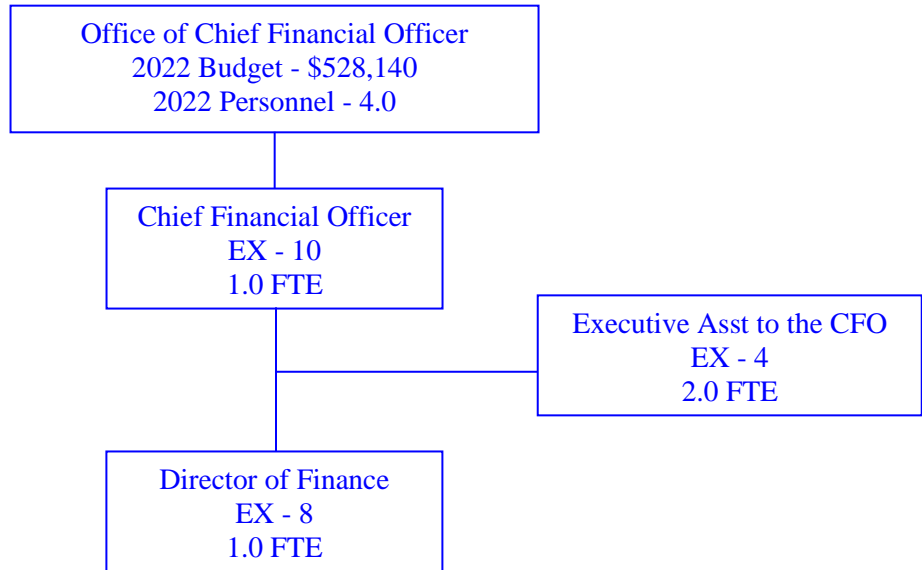 Office of Chief Financial Officer
2022 Budget - $528,140
2022 Personnel - 4.0
Chief Financial Officer
EX - 10
1.0 FTE
Executive Asst to the CFO
EX - 4
2.0 FTE
Director of Finance
EX - 8
1.0 FTE